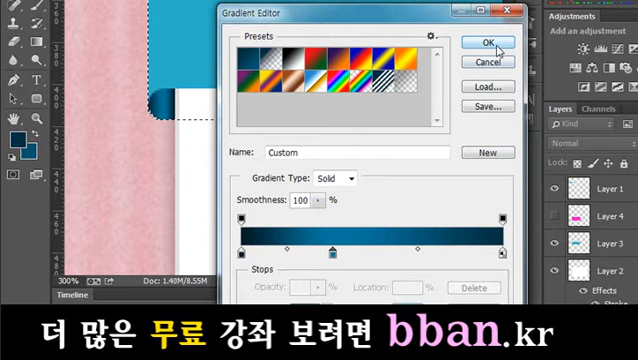 Gradient Editor
Presets
OK
Cancel
Load...
Save...
Name: Custom
New
Gradient Type: Solid
Smoothness: 100 %
Stops
Opacity: % Location: % Delete
300% Doc: 1.40M/8.55M
Timeline
Adjustments
Add an adjustment
Layers Channels
Kind
Normal
Lock:
Layer 1
Layer 4
Layer 3
Layer 2
Effects
더 많은 무료 강좌 보려면 bban.kr